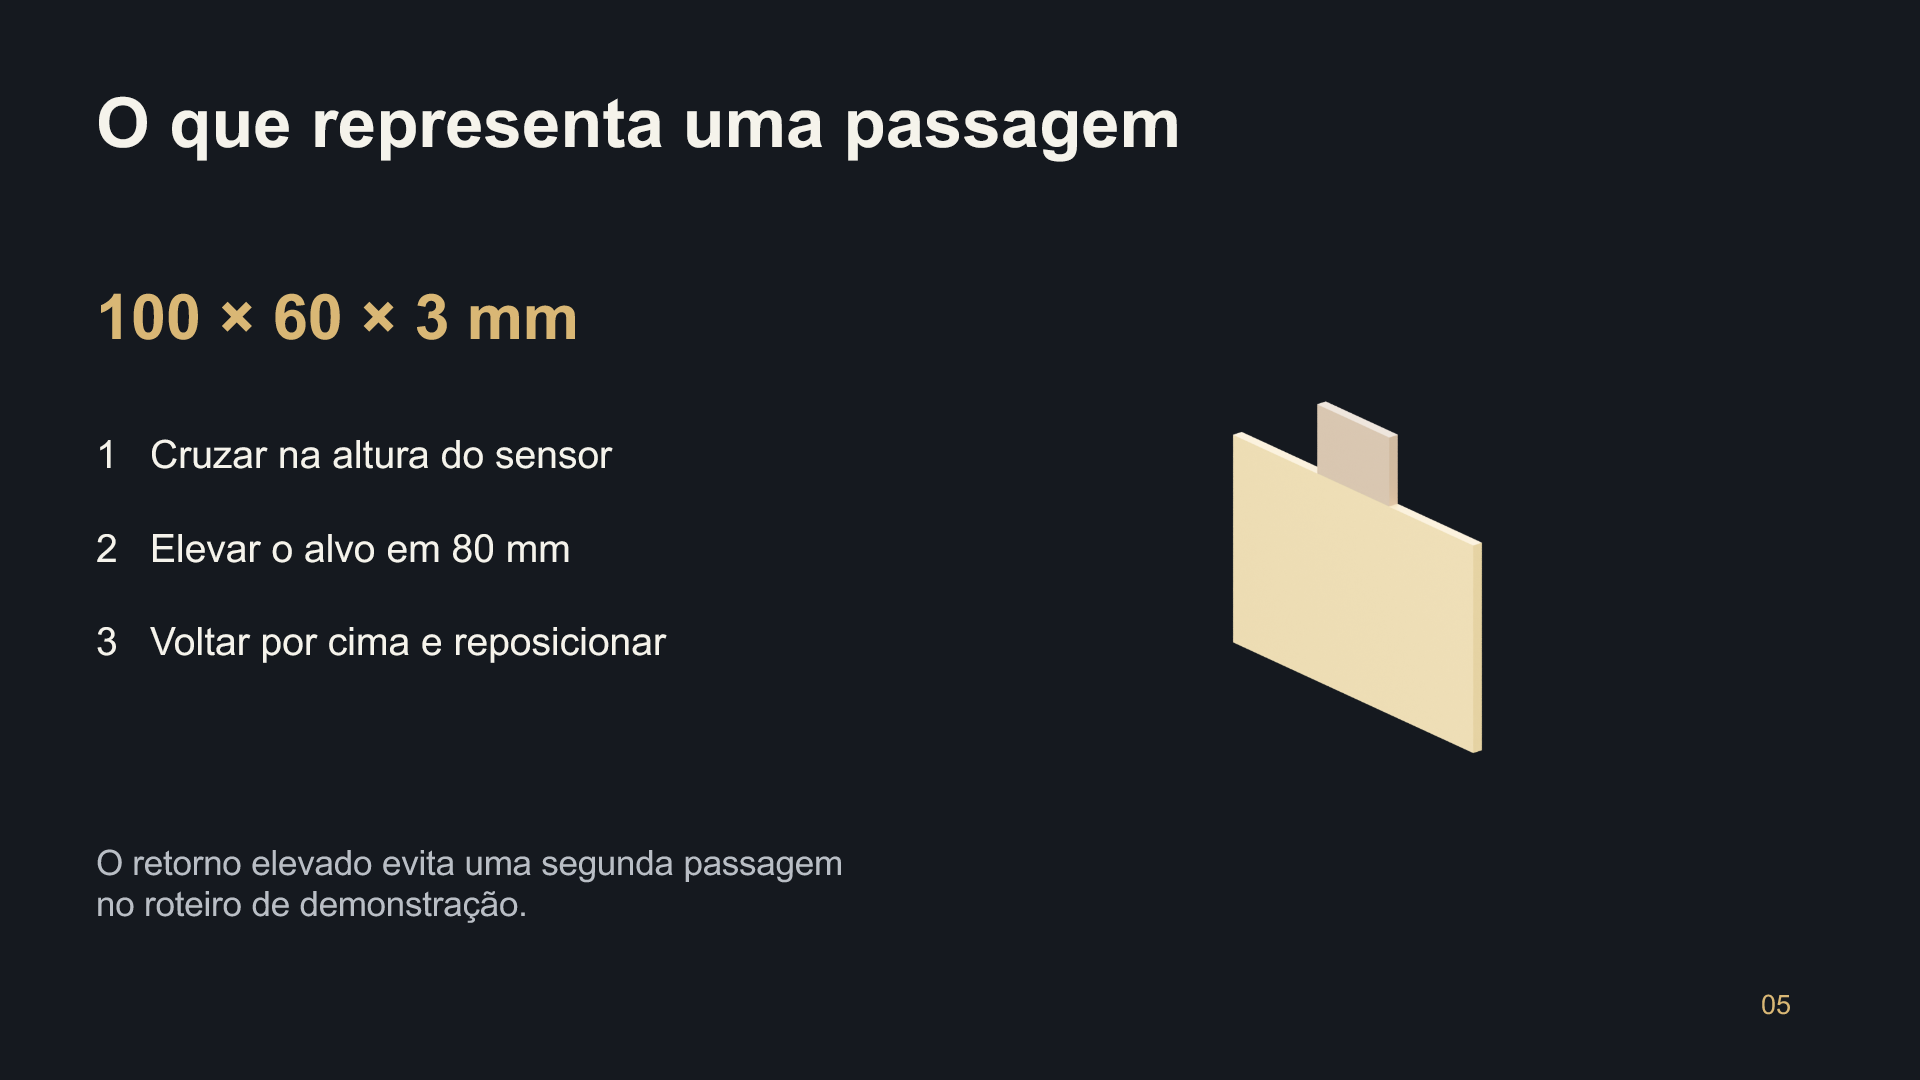 O que representa uma passagem
100 × 60 × 3 mm
1 Cruzar na altura do sensor
2 Elevar o alvo em 80 mm
3 Voltar por cima e reposicionar
O retorno elevado evita uma segunda passagem
no roteiro de demonstração.
05